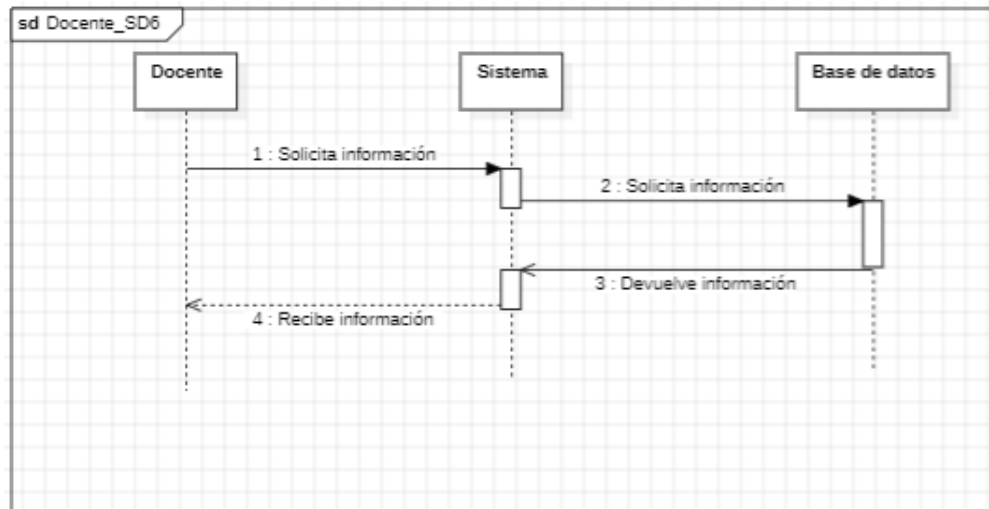 sd Docente_SD6
Docente
Sistema
Base de datos
1 : Solicita información
2 : Solicita información
3 : Devuelve información
4 : Recibe información